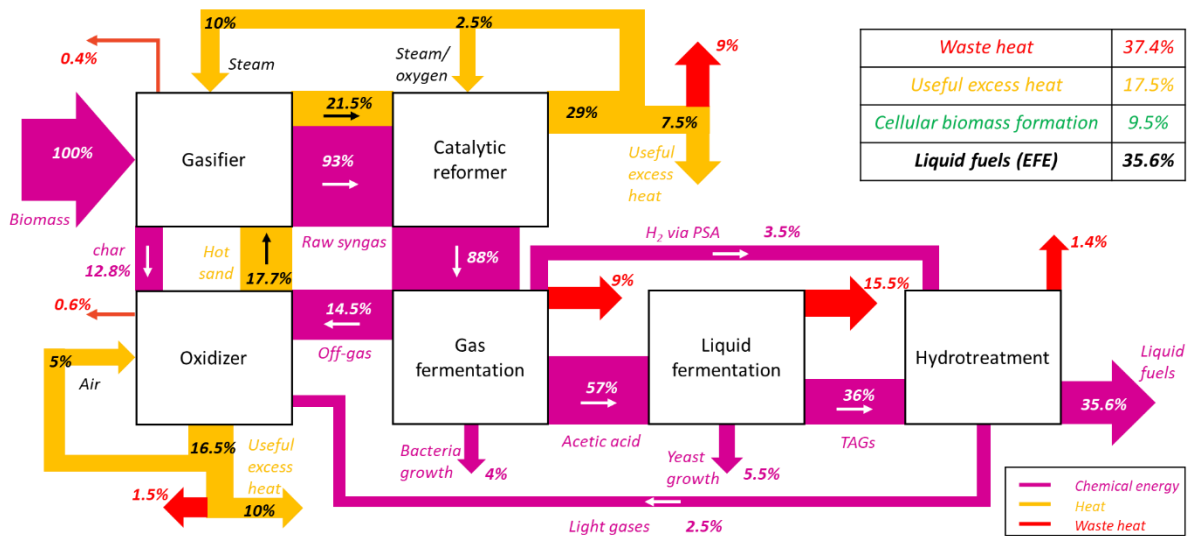 10%
2.5%
0.4%
Steam
Steam/
oxygen
9%
Waste heat 37.4%
Useful excess heat 17.5%
Cellular biomass formation 9.5%
Liquid fuels (EFE) 35.6%
100%
Biomass
Gasifier
21.5%
93%
Raw syngas
Catalytic
reformer
29%
7.5%
Useful
excess
heat
char
12.8%
Hot
sand
17.7%
88%
H2 via PSA 3.5%
1.4%
0.6%
Oxidizer
14.5%
Off-gas
Gas
fermentation
9%
Liquid
fermentation
15.5%
Hydrotreatment
Liquid
fuels
35.6%
5%
Air
57%
Acetic acid
36%
TAGs
16.5%
Useful
excess
heat
Bacteria
growth
4%
Yeast
growth
5.5%
1.5%
10%
Light gases 2.5%
Chemical energy
Heat
Waste heat